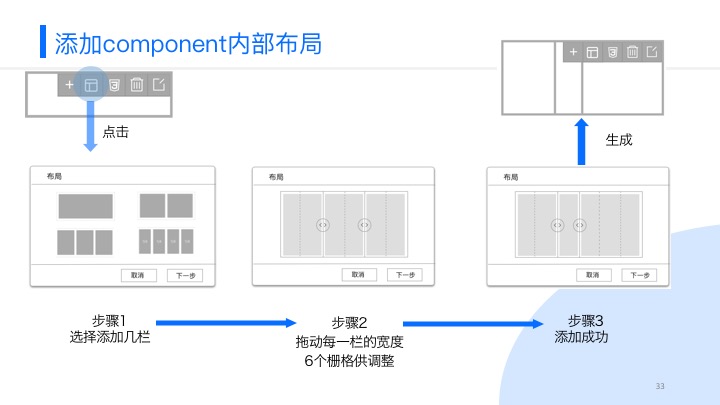 添加component内部布局
点击
生成
布局
取消
下一步
布局
取消
下一步
布局
取消
下一步
步骤1
选择添加几栏
步骤2
拖动每一栏的宽度
6个栅格供调整
步骤3
添加成功
33